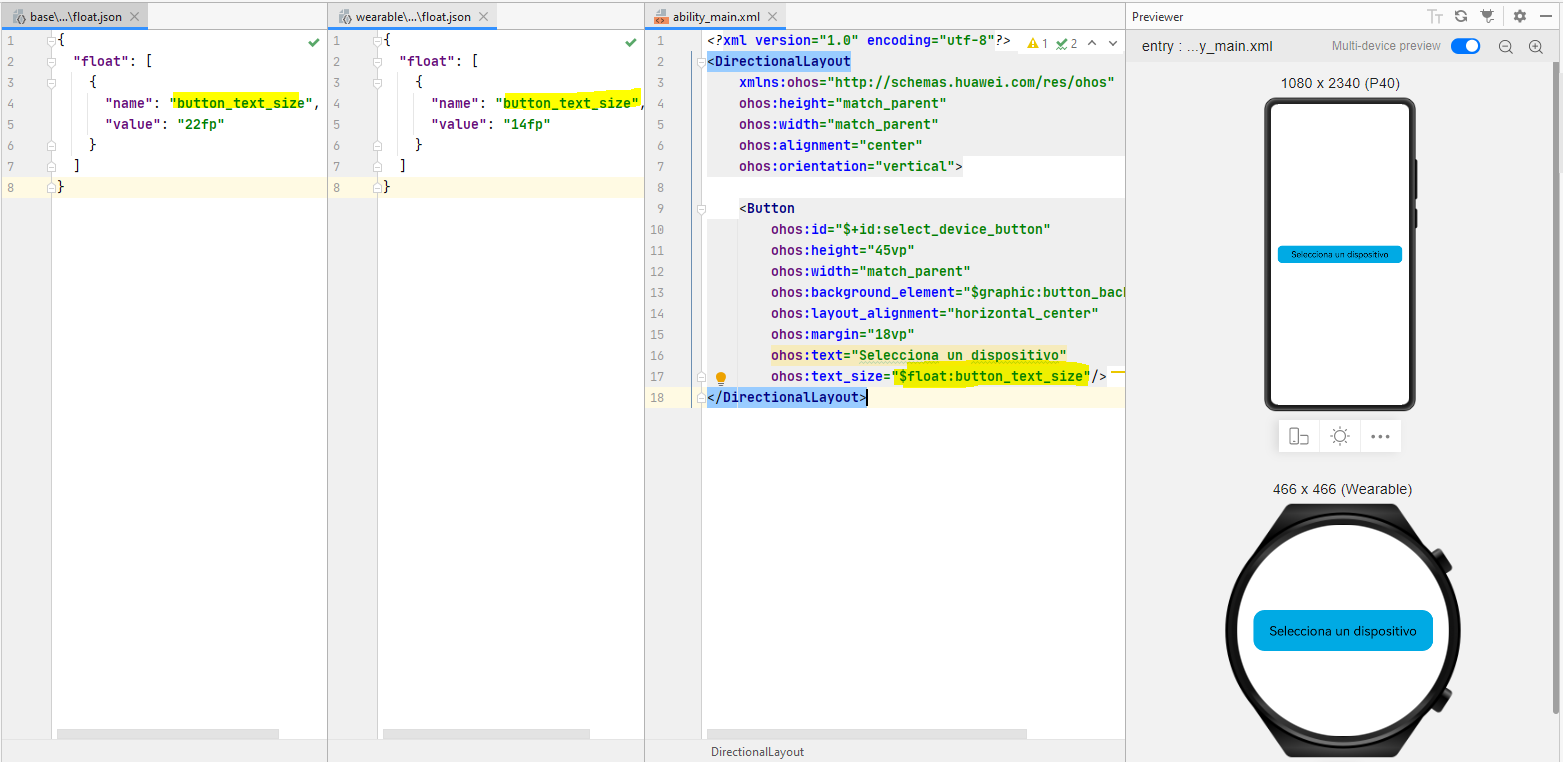 base\...\float.json
1 {
2 "float": [
3 {
4 "name": "button_text_size",
5 "value": "22fp"
6 }
7 ]
8 }
wearable\...\float.json
1 {
2 "float": [
3 {
4 "name": "button_text_size",
5 "value": "14fp"
6 }
7 ]
8 }
ability_main.xml
1 <?xml version="1.0" encoding="utf-8"?>
1 2
2 <DirectionalLayout
3 xmlns:ohos="http://schemas.huawei.com/res/ohos"
4 ohos:height="match_parent"
5 ohos:width="match_parent"
6 ohos:alignment="center"
7 ohos:orientation="vertical">
8
9 <Button
10 ohos:id="$+id:select_device_button"
11 ohos:height="45vp"
12 ohos:width="match_parent"
13 ohos:background_element="$graphic:button_bac
14 ohos:layout_alignment="horizontal_center"
15 ohos:margin="18vp"
16 ohos:text="Selecciona un dispositivo"
17 ohos:text_size="$float:button_text_size"/>
18 </DirectionalLayout>
DirectionalLayout
Previewer
entry : ...y_main.xml
Multi-device preview
1080 x 2340 (P40)
Selecciona un dispositivo
466 x 466 (Wearable)
Selecciona un dispositivo